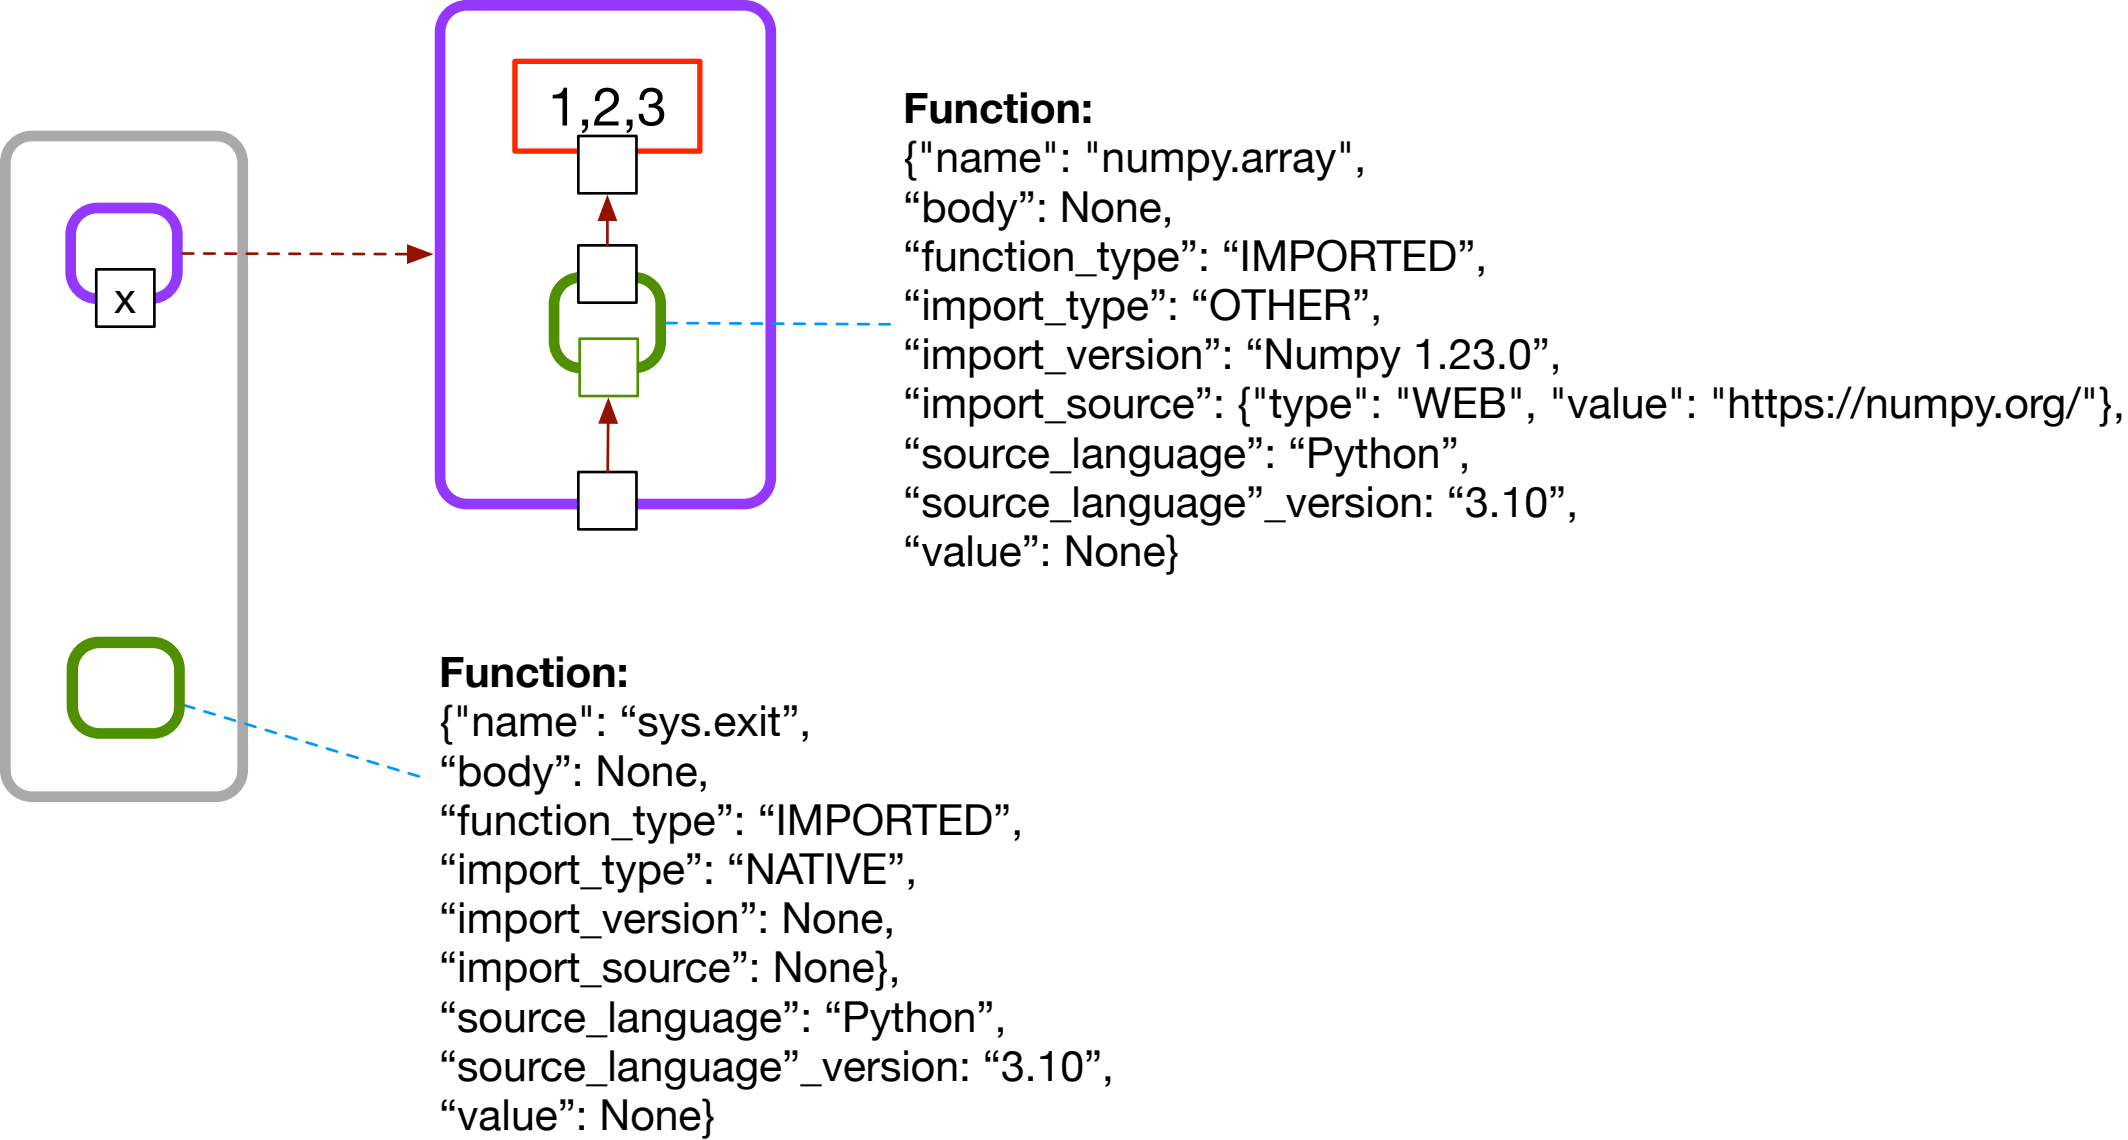 1,2,3
x
Function:
{"name": "numpy.array",
“body”: None,
“function_type”: “IMPORTED”,
“import_type”: “OTHER”,
“import_version”: “Numpy 1.23.0”,
“import_source”: {"type": "WEB", "value": "https://numpy.org/"},
“source_language”: “Python”,
“source_language”_version: “3.10”,
“value”: None}
Function:
{"name": “sys.exit”,
“body”: None,
“function_type”: “IMPORTED”,
“import_type”: “NATIVE”,
“import_version”: None,
“import_source”: None},
“source_language”: “Python”,
“source_language”_version: “3.10”,
“value”: None}